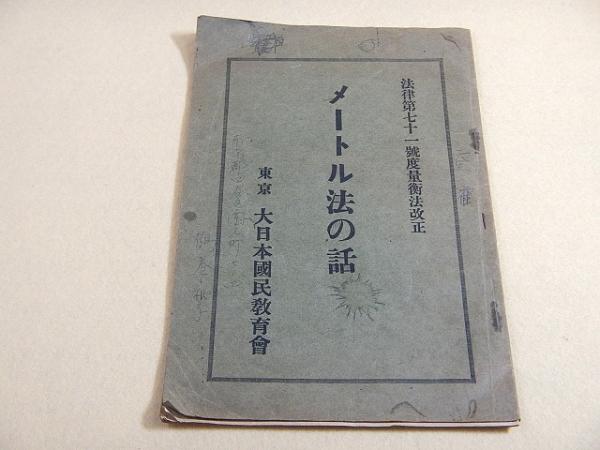 法律第七十一號度量衡法改正
メートル法の話
東京 大日本國民教育會